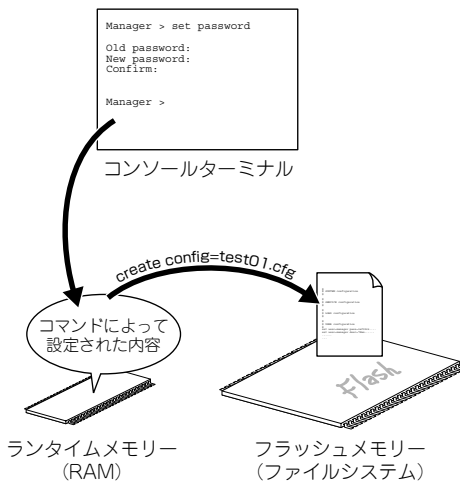 Manager > set password
Old password:
New password:
Confirm:
Manager >
コンソールターミナル
create config=test01.cfg
コマンドによって
設定された内容
Flash
ランタイムメモリー
（RAM）
フラッシュメモリー
（ファイルシステム）